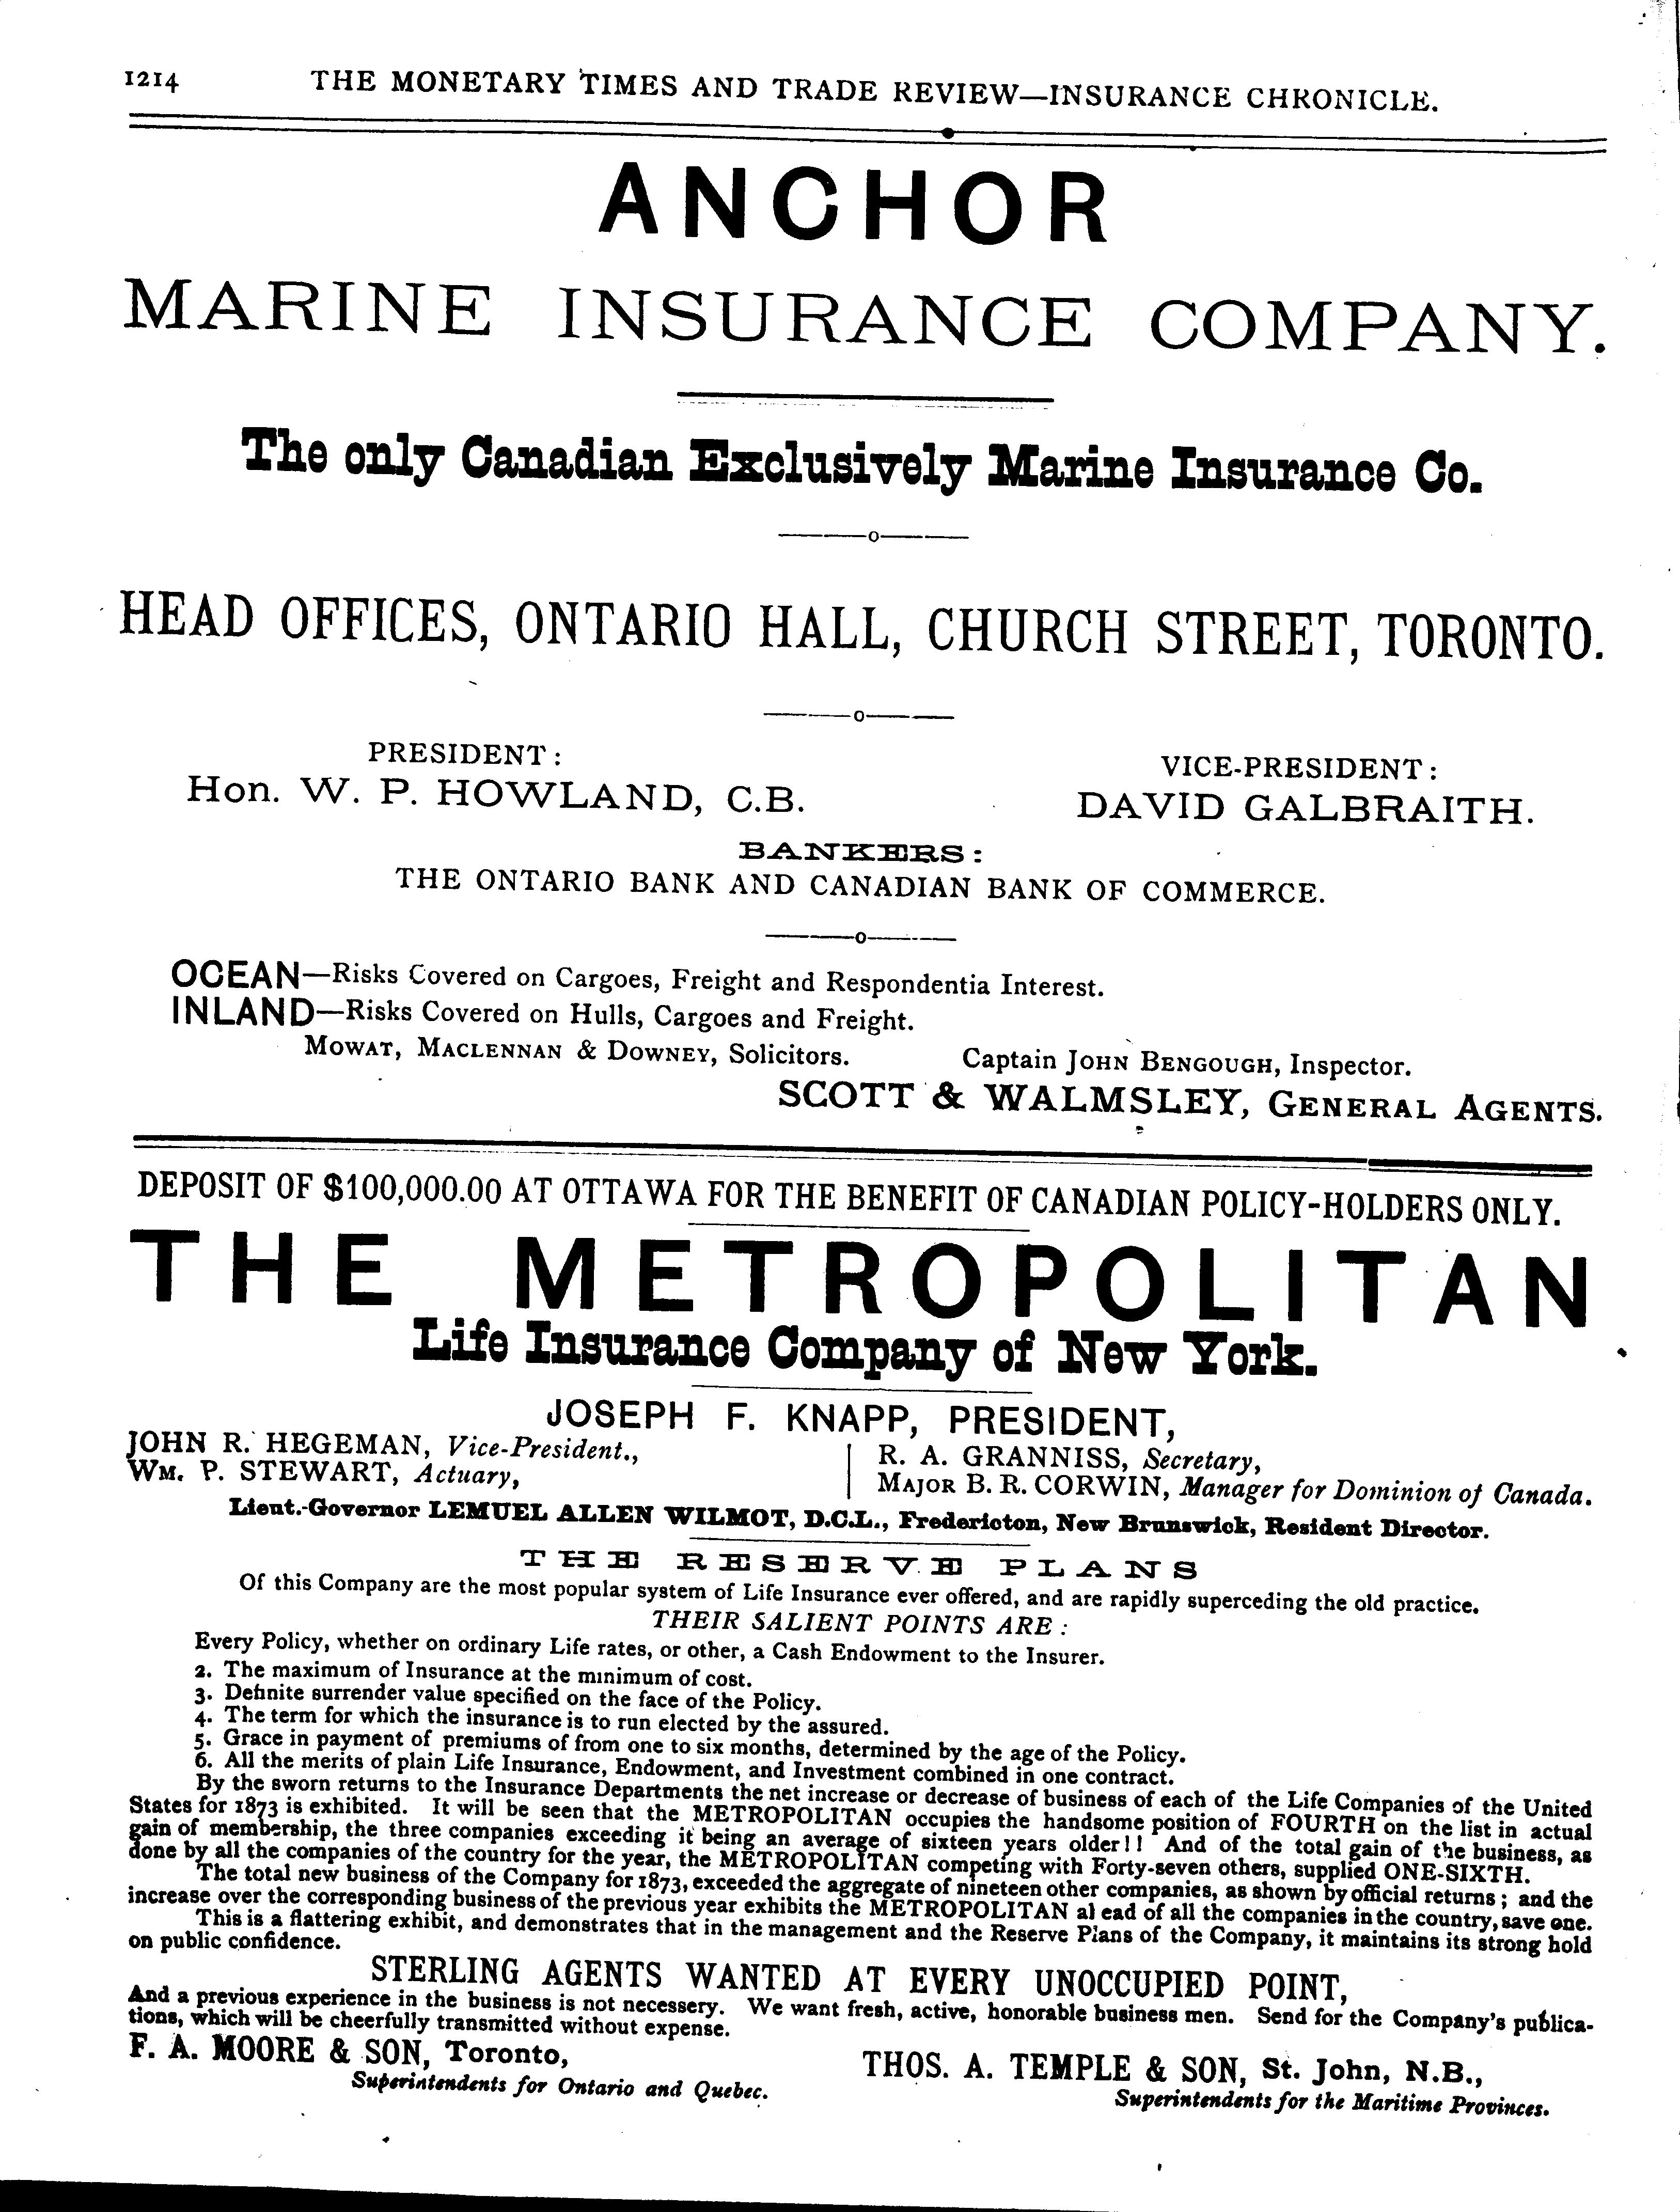 1214 THE MONETARY TIMES AND TRADE REVIEW—INSURANCE CHRONICLE.
ANCHOR
MARINE INSURANCE COMPANY.
The only Canadian Exclusively Marine Insurance Co.
HEAD OFFICES, ONTARIO HALL, CHURCH STREET, TORONTO.
PRESIDENT:
Hon. W. P. HOWLAND, C.B.
VICE-PRESIDENT:
DAVID GALBRAITH.
BANKERS:
THE ONTARIO BANK AND CANADIAN BANK OF COMMERCE.
OCEAN—Risks Covered on Cargoes, Freight and Respondentia Interest.
INLAND—Risks Covered on Hulls, Cargoes and Freight.
MOWAT, MACLENNAN & DOWNEY, Solicitors. Captain JOHN BENGOUGH, Inspector.
SCOTT & WALMSLEY, GENERAL AGENTS.
DEPOSIT OF $100,000.00 AT OTTAWA FOR THE BENEFIT OF CANADIAN POLICY-HOLDERS ONLY.
THE METROPOLITAN
Life Insurance Company of New York.
JOSEPH F. KNAPP, PRESIDENT,
JOHN R. HEGEMAN, Vice-President.,
WM. P. STEWART, Actuary,
R. A. GRANNISS, Secretary,
MAJOR B. R. CORWIN, Manager for Dominion of Canada.
Lieut.-Governor LEMUEL ALLEN WILMOT, D.C.L., Fredericton, New Brunswick, Resident Director.
THE RESERVE PLANS
Of this Company are the most popular system of Life Insurance ever offered, and are rapidly superceding the old practice.
THEIR SALIENT POINTS ARE:
Every Policy, whether on ordinary Life rates, or other, a Cash Endowment to the Insurer.
2. The maximum of Insurance at the minimum of cost.
3. Definite surrender value specified on the face of the Policy.
4. The term for which the insurance is to run elected by the assured.
5. Grace in payment of premiums of from one to six months, determined by the age of the Policy.
6. All the merits of plain Life Insurance, Endowment, and Investment combined in one contract.
By the sworn returns to the Insurance Departments the net increase or decrease of business of each of the Life Companies of the United
States for 1873 is exhibited. It will be seen that the METROPOLITAN occupies the handsome position of FOURTH on the list in actual
gain of membership, the three companies exceeding it being an average of sixteen years older!! And of the total gain of the business, as
done by all the companies of the country for the year, the METROPOLITAN competing with Forty-seven others, supplied ONE-SIXTH.
The total new business of the Company for 1873, exceeded the aggregate of nineteen other companies, as shown by official returns; and the
increase over the corresponding business of the previous year exhibits the METROPOLITAN al ead of all the companies in the country, save one.
This is a flattering exhibit, and demonstrates that in the management and the Reserve Plans of the Company, it maintains its strong hold
on public confidence.
STERLING AGENTS WANTED AT EVERY UNOCCUPIED POINT,
And a previous experience in the business is not necessery. We want fresh, active, honorable business men. Send for the Company's publica-
tions, which will be cheerfully transmitted without expense.
F. A. MOORE & SON, Toronto,
Superintendents for Ontario and Quebec.
THOS. A. TEMPLE & SON, St. John, N.B.,
Superintendents for the Maritime Provinces.